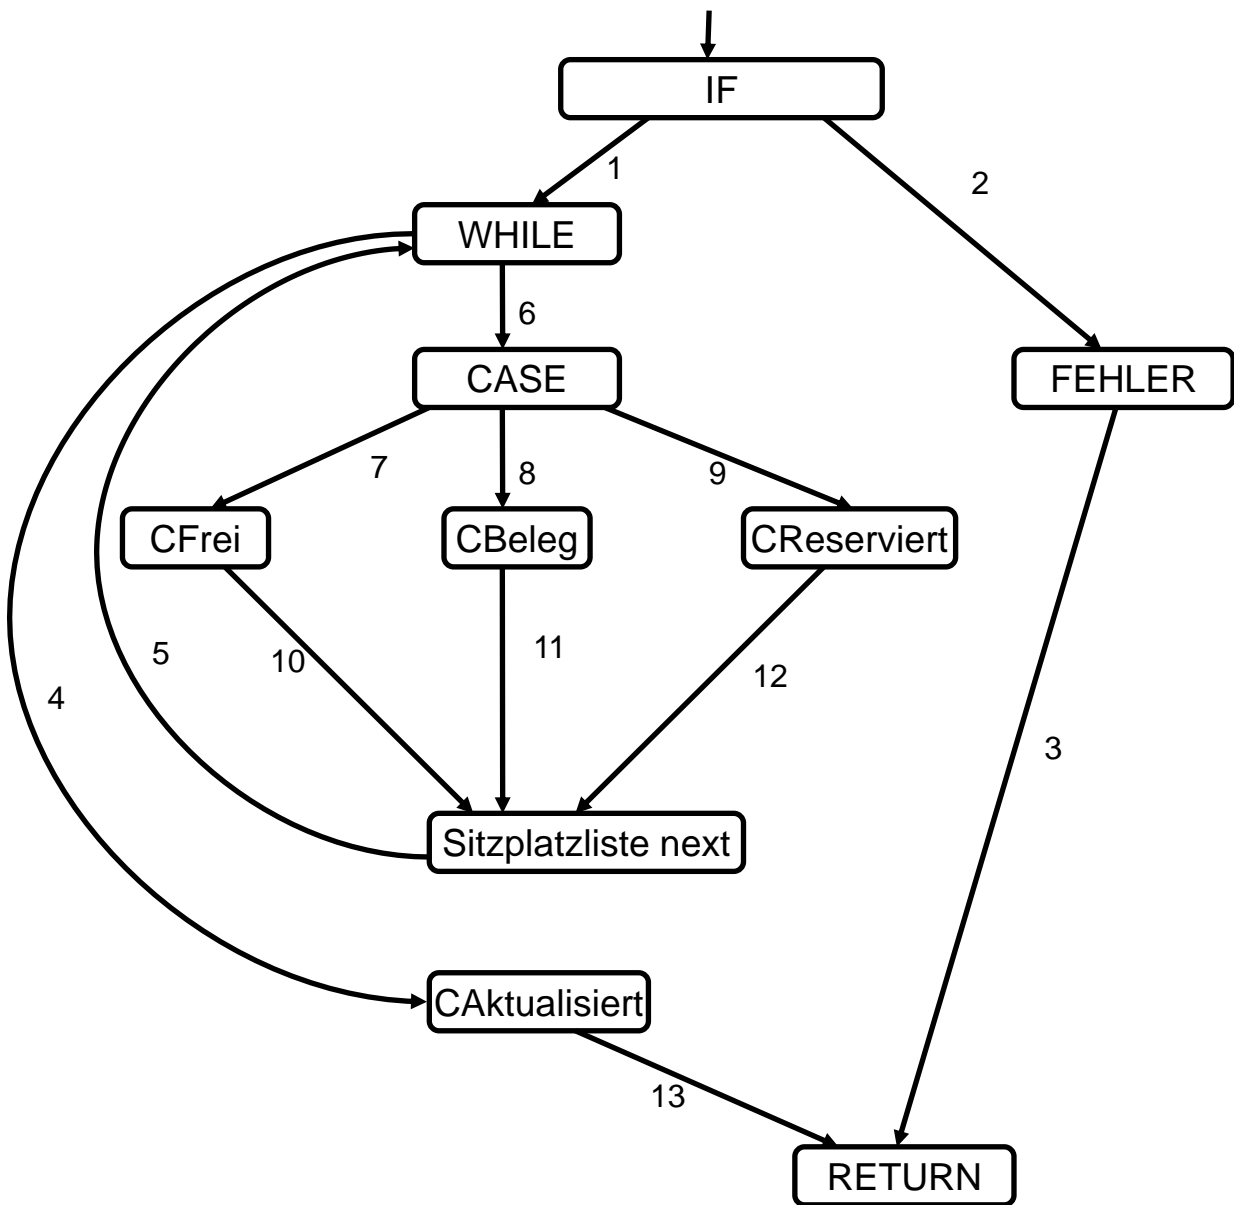 IF
1
2
WHILE
6
CASE
FEHLER
7
8
9
CFrei
CBeleg
CReserviert
5
10
11
12
4
3
Sitzplatzliste next
CAktualisiert
13
RETURN